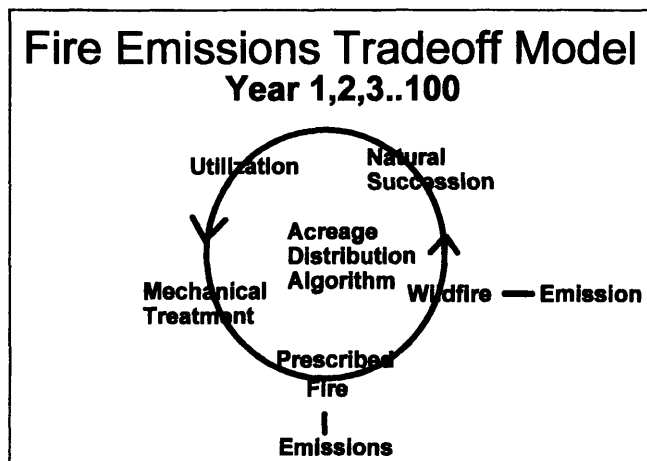 Fire Emissions Tradeoff Model
Year 1,2,3..100
Utilization
Natural
Succession
Acreage
Distribution
Algorithm
Mechanical
Treatment
Wildfire
Emission
Prescribed
Fire
Emissions